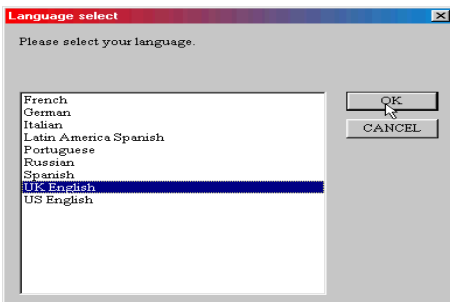 Language select
Please select your language.
French
German
Italian
Latin America Spanish
Portuguese
Russian
Spanish
UK English
US English
OK
CANCEL